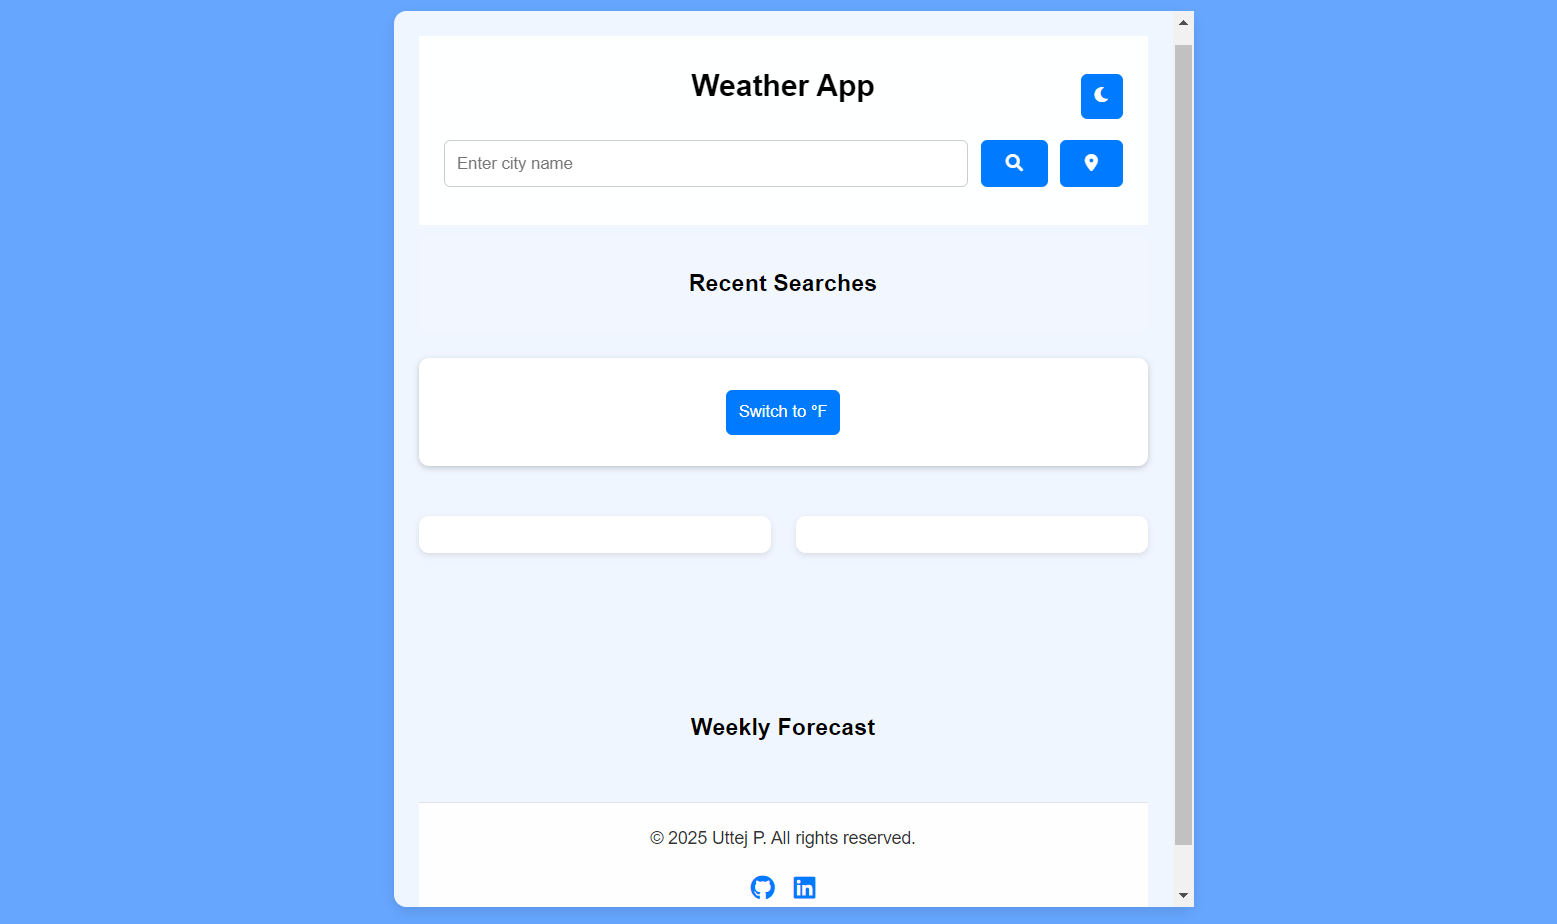 Weather App
Enter city name
Recent Searches
Switch to °F
Weekly Forecast
© 2025 Uttej P. All rights reserved.